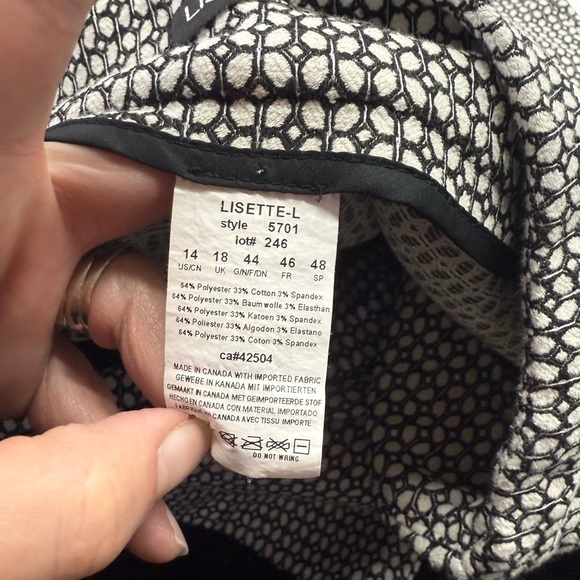 LIS
LISETTE-L
style 5701
lot# 246
14 18 44 46 48
US/CN UK G/N/F/DN FR SP
64% Polyester 33% Cotton 3% Spandex
64% Polyester 33% Baumwolle 3% Elasthan
64% Polyester 33% Katoen 3% Spandex
64% Poliester 33% Algodon 3% Elastano
64% Polyester 33% Coton 3% Spandex
ca#42504
MADE IN CANADA WITH IMPORTED FABRIC
GEWEBE IN KANADA MIT IMPORTIERTEN
GEMAAKT IN CANADA MET GEIMPORTEERDE STOF
HECHO EN CANADA CON MATERIAL IMPORTADO
CANADA AVEC TISSU IMPORTÉ
DO NOT WRING